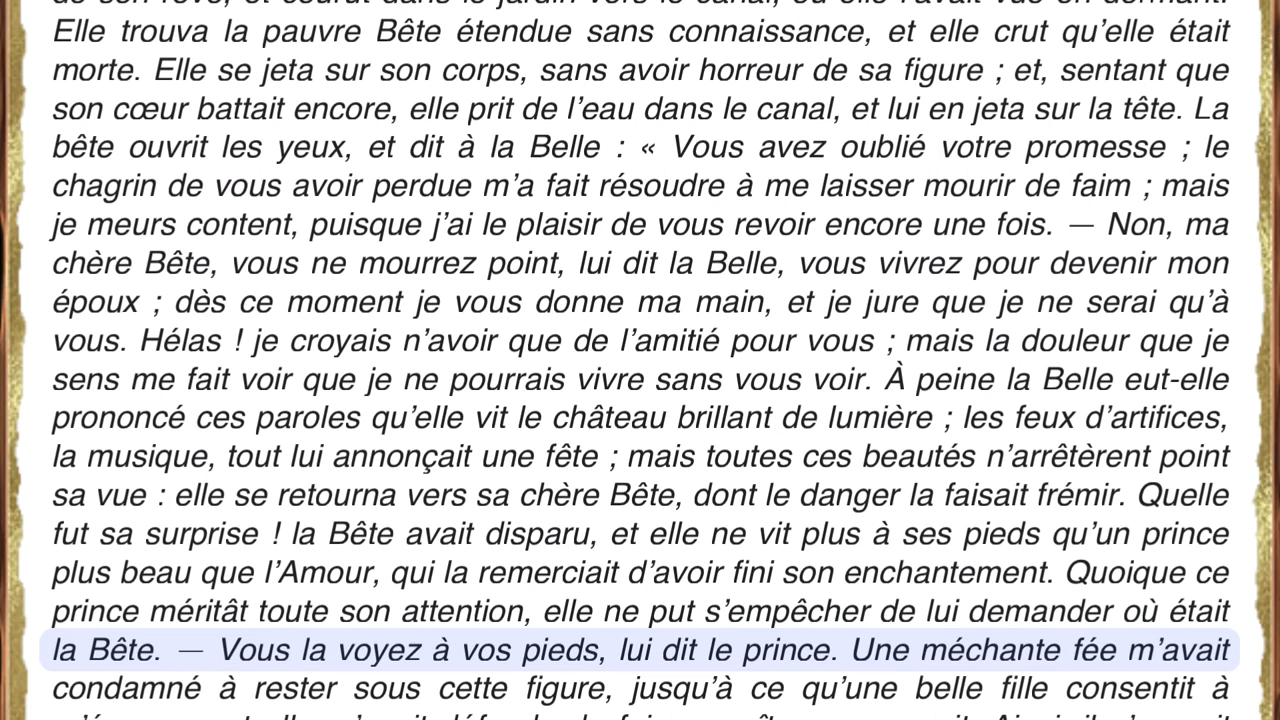 Elle trouva la pauvre Bête étendue sans connaissance, et elle crut qu’elle était
morte. Elle se jeta sur son corps, sans avoir horreur de sa figure ; et, sentant que
son cœur battait encore, elle prit de l’eau dans le canal, et lui en jeta sur la tête. La
bête ouvrit les yeux, et dit à la Belle : « Vous avez oublié votre promesse ; le
chagrin de vous avoir perdue m’a fait résoudre à me laisser mourir de faim ; mais
je meurs content, puisque j’ai le plaisir de vous revoir encore une fois. — Non, ma
chère Bête, vous ne mourrez point, lui dit la Belle, vous vivrez pour devenir mon
époux ; dès ce moment je vous donne ma main, et je jure que je ne serai qu’à
vous. Hélas ! je croyais n’avoir que de l’amitié pour vous ; mais la douleur que je
sens me fait voir que je ne pourrais vivre sans vous voir. À peine la Belle eut-elle
prononcé ces paroles qu’elle vit le château brillant de lumière ; les feux d’artifices,
la musique, tout lui annonçait une fête ; mais toutes ces beautés n’arrêtèrent point
sa vue : elle se retourna vers sa chère Bête, dont le danger la faisait frémir. Quelle
fut sa surprise ! la Bête avait disparu, et elle ne vit plus à ses pieds qu’un prince
plus beau que l’Amour, qui la remerciait d’avoir fini son enchantement. Quoique ce
prince méritât toute son attention, elle ne put s’empêcher de lui demander où était
la Bête. — Vous la voyez à vos pieds, lui dit le prince. Une méchante fée m’avait
condamné à rester sous cette figure, jusqu’à ce qu’une belle fille consentit à